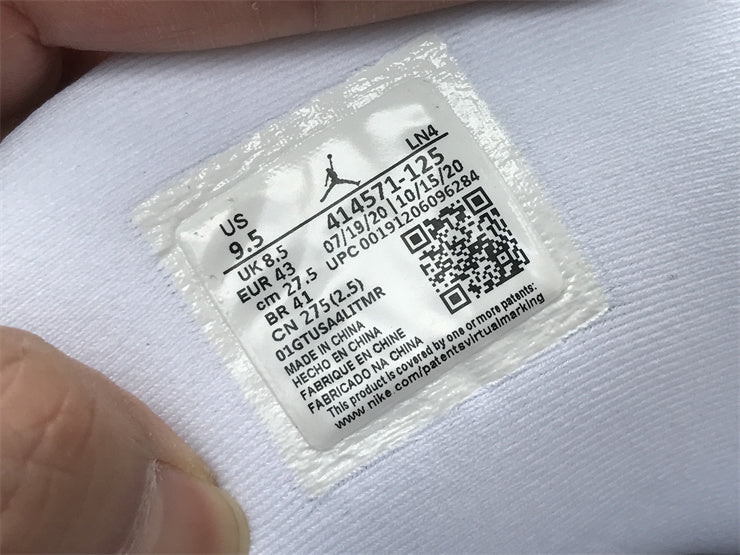 US
9.5
UK 8.5
EUR 43
cm 27.5
BR 41
CN 275(2.5)
01GTUSA4LITMR
MADE IN CHINA
HECHO EN CHINA
FABRIQUE EN CHINE
FABRICADO NA CHINA
This product is covered by one or more patents:
www.nike.com/patentsvirtualmarking
LN4
414571-125
07/19/20 | 10/15/20
UPC 00191206096284